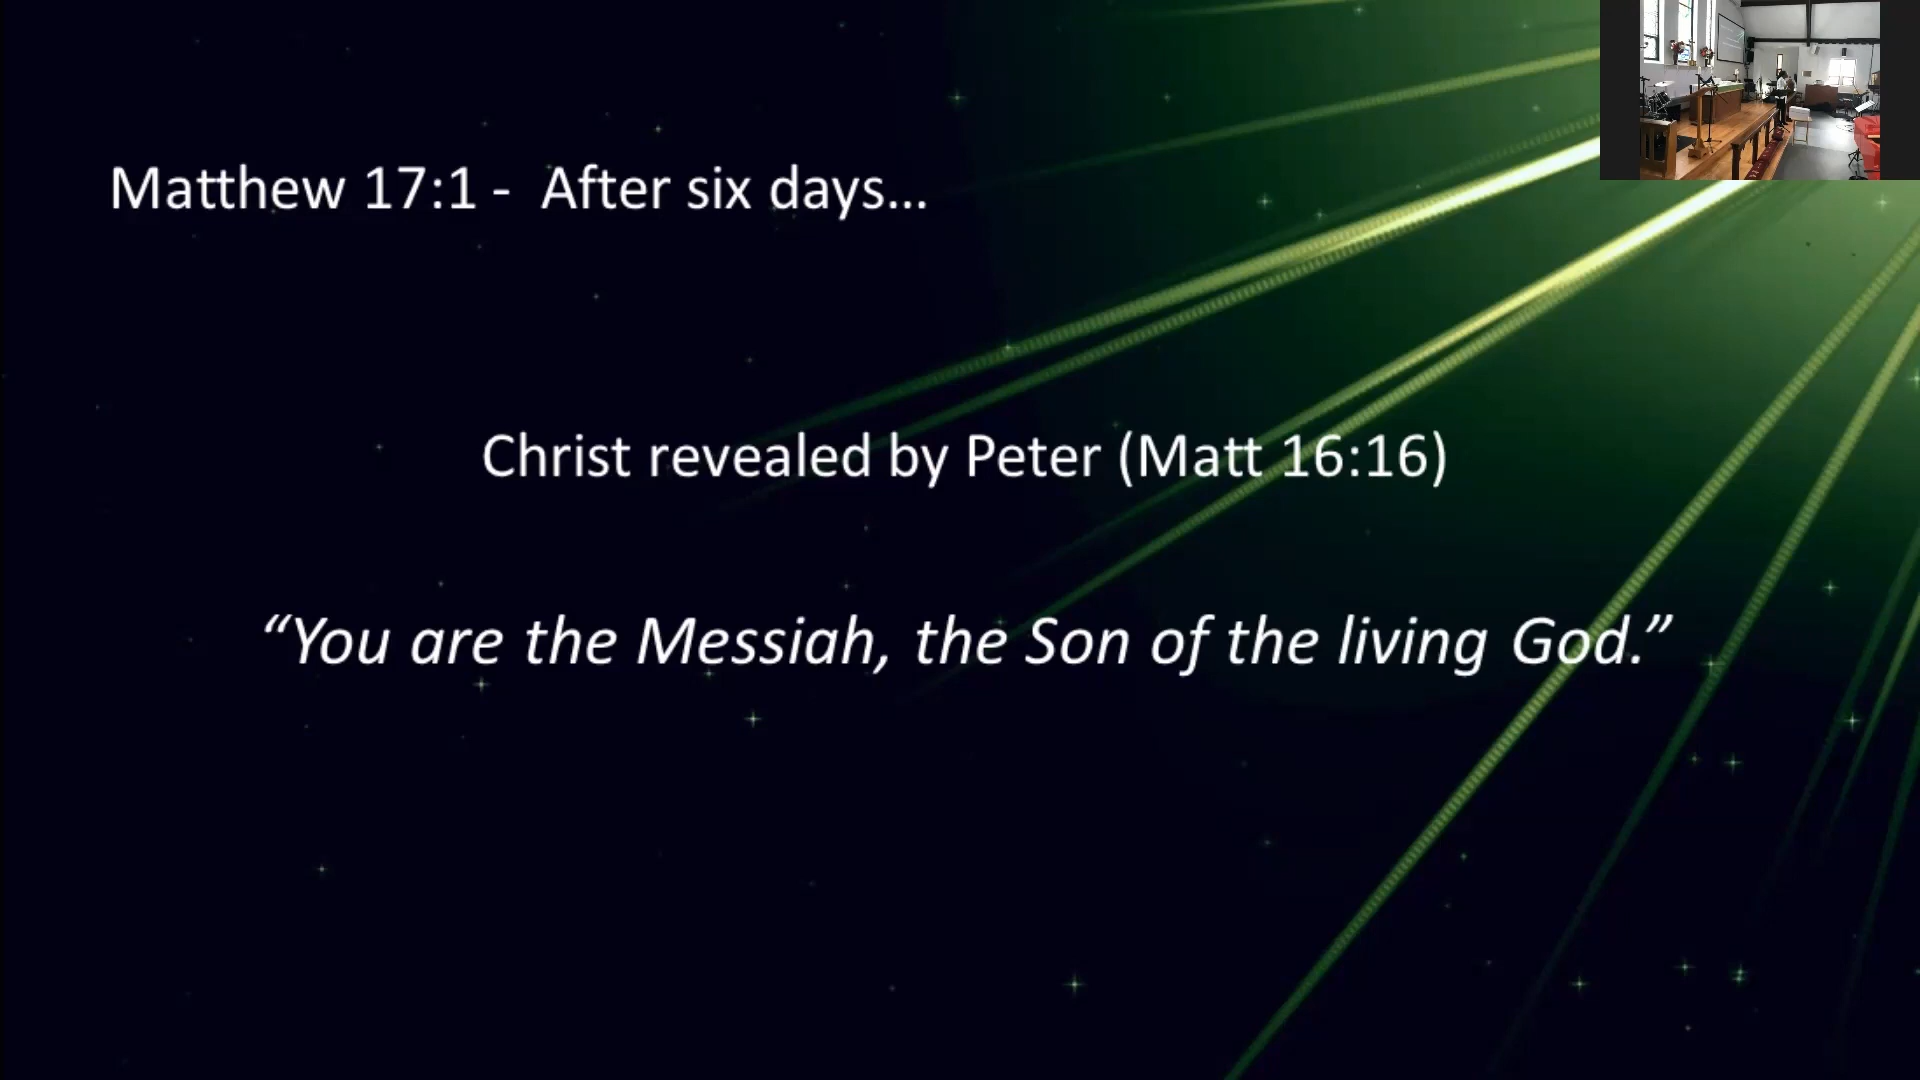 Matthew 17:1 -  After six days...
Christ revealed by Peter (Matt 16:16)
“You are the Messiah, the Son of the living God.”